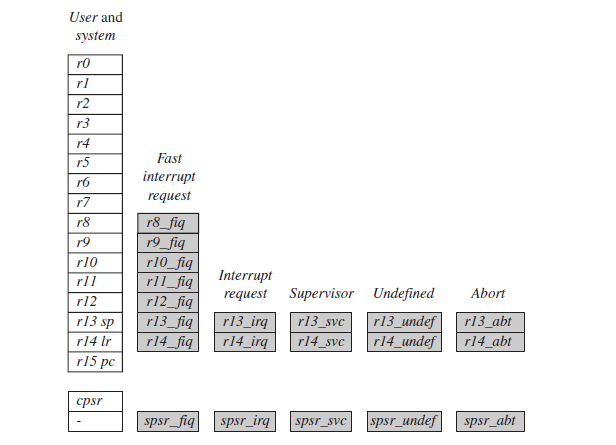 User and
system
r0
r1
r2
r3
r4
r5
r6
r7
r8
r9
r10
r11
r12
r13 sp
r14 lr
r15 pc
cpsr
-
Fast
interrupt
request
r8_fiq
r9_fiq
r10_fiq
r11_fiq
r12_fiq
r13_fiq
r14_fiq
spsr_fiq
Interrupt
request
r13_irq
r14_irq
spsr_irq
Supervisor
r13_svc
r14_svc
spsr_svc
Undefined
r13_undef
r14_undef
spsr_undef
Abort
r13_abt
r14_abt
spsr_abt